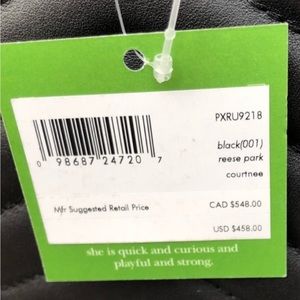 PXRU9218
black(001)
reese park
courtnee
0 98687 24720 7
Mfr Suggested Retail Price
CAD $548.00
USD $458.00
she is quick and curious and
playful and strong.